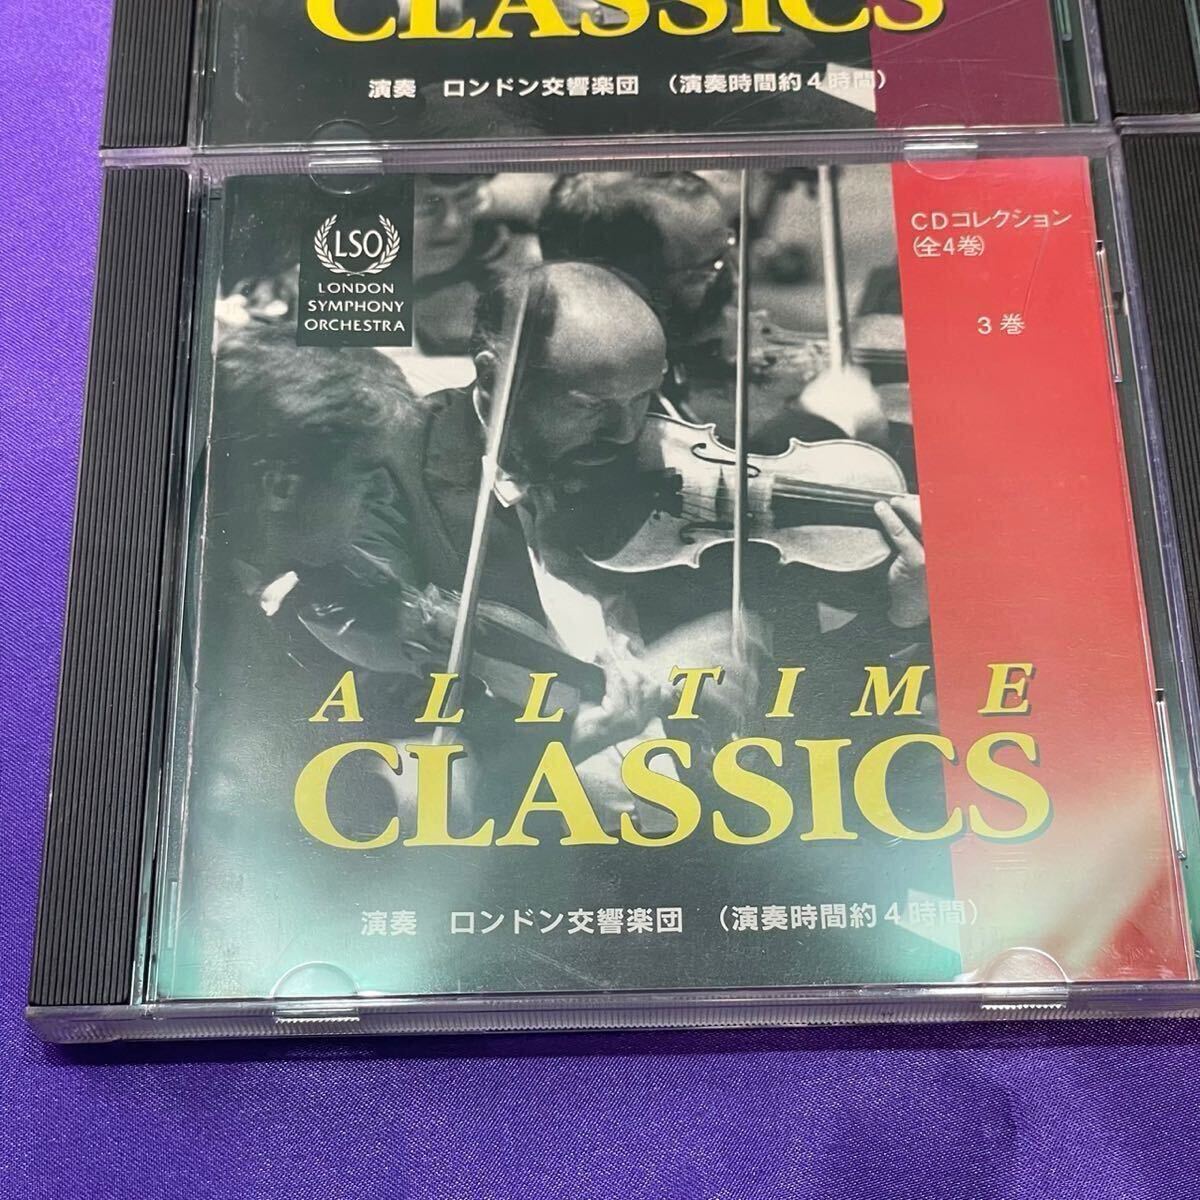 CLASSICS
演奏　ロンドン交響楽団　（演奏時間約４時間）
LSO
LONDON
SYMPHONY
ORCHESTRA
CDコレクション
(全4巻)
3巻
ALL TIME
CLASSICS
演奏　ロンドン交響楽団　（演奏時間約４時間）